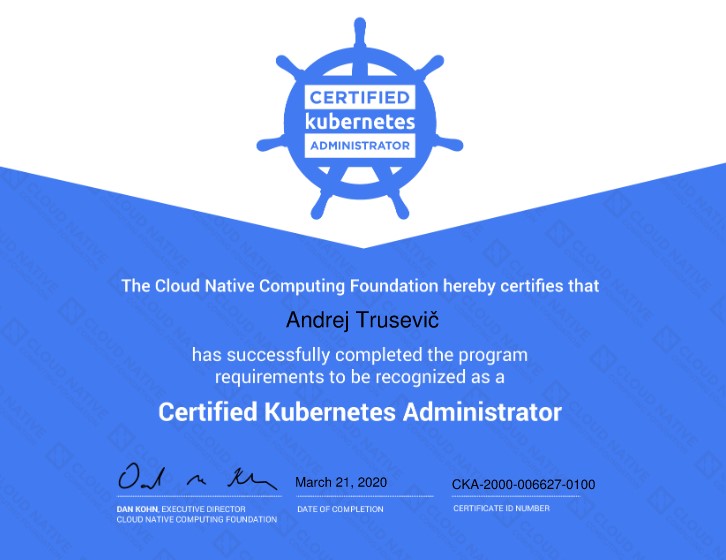 CERTIFIED
kubernetes
ADMINISTRATOR
The Cloud Native Computing Foundation hereby certifies that
Andrej Trusevič
has successfully completed the program
requirements to be recognized as a
Certified Kubernetes Administrator
March 21, 2020
CKA-2000-006627-0100
DAN KOHN, EXECUTIVE DIRECTOR
CLOUD NATIVE COMPUTING FOUNDATION
DATE OF COMPLETION
CERTIFICATE ID NUMBER